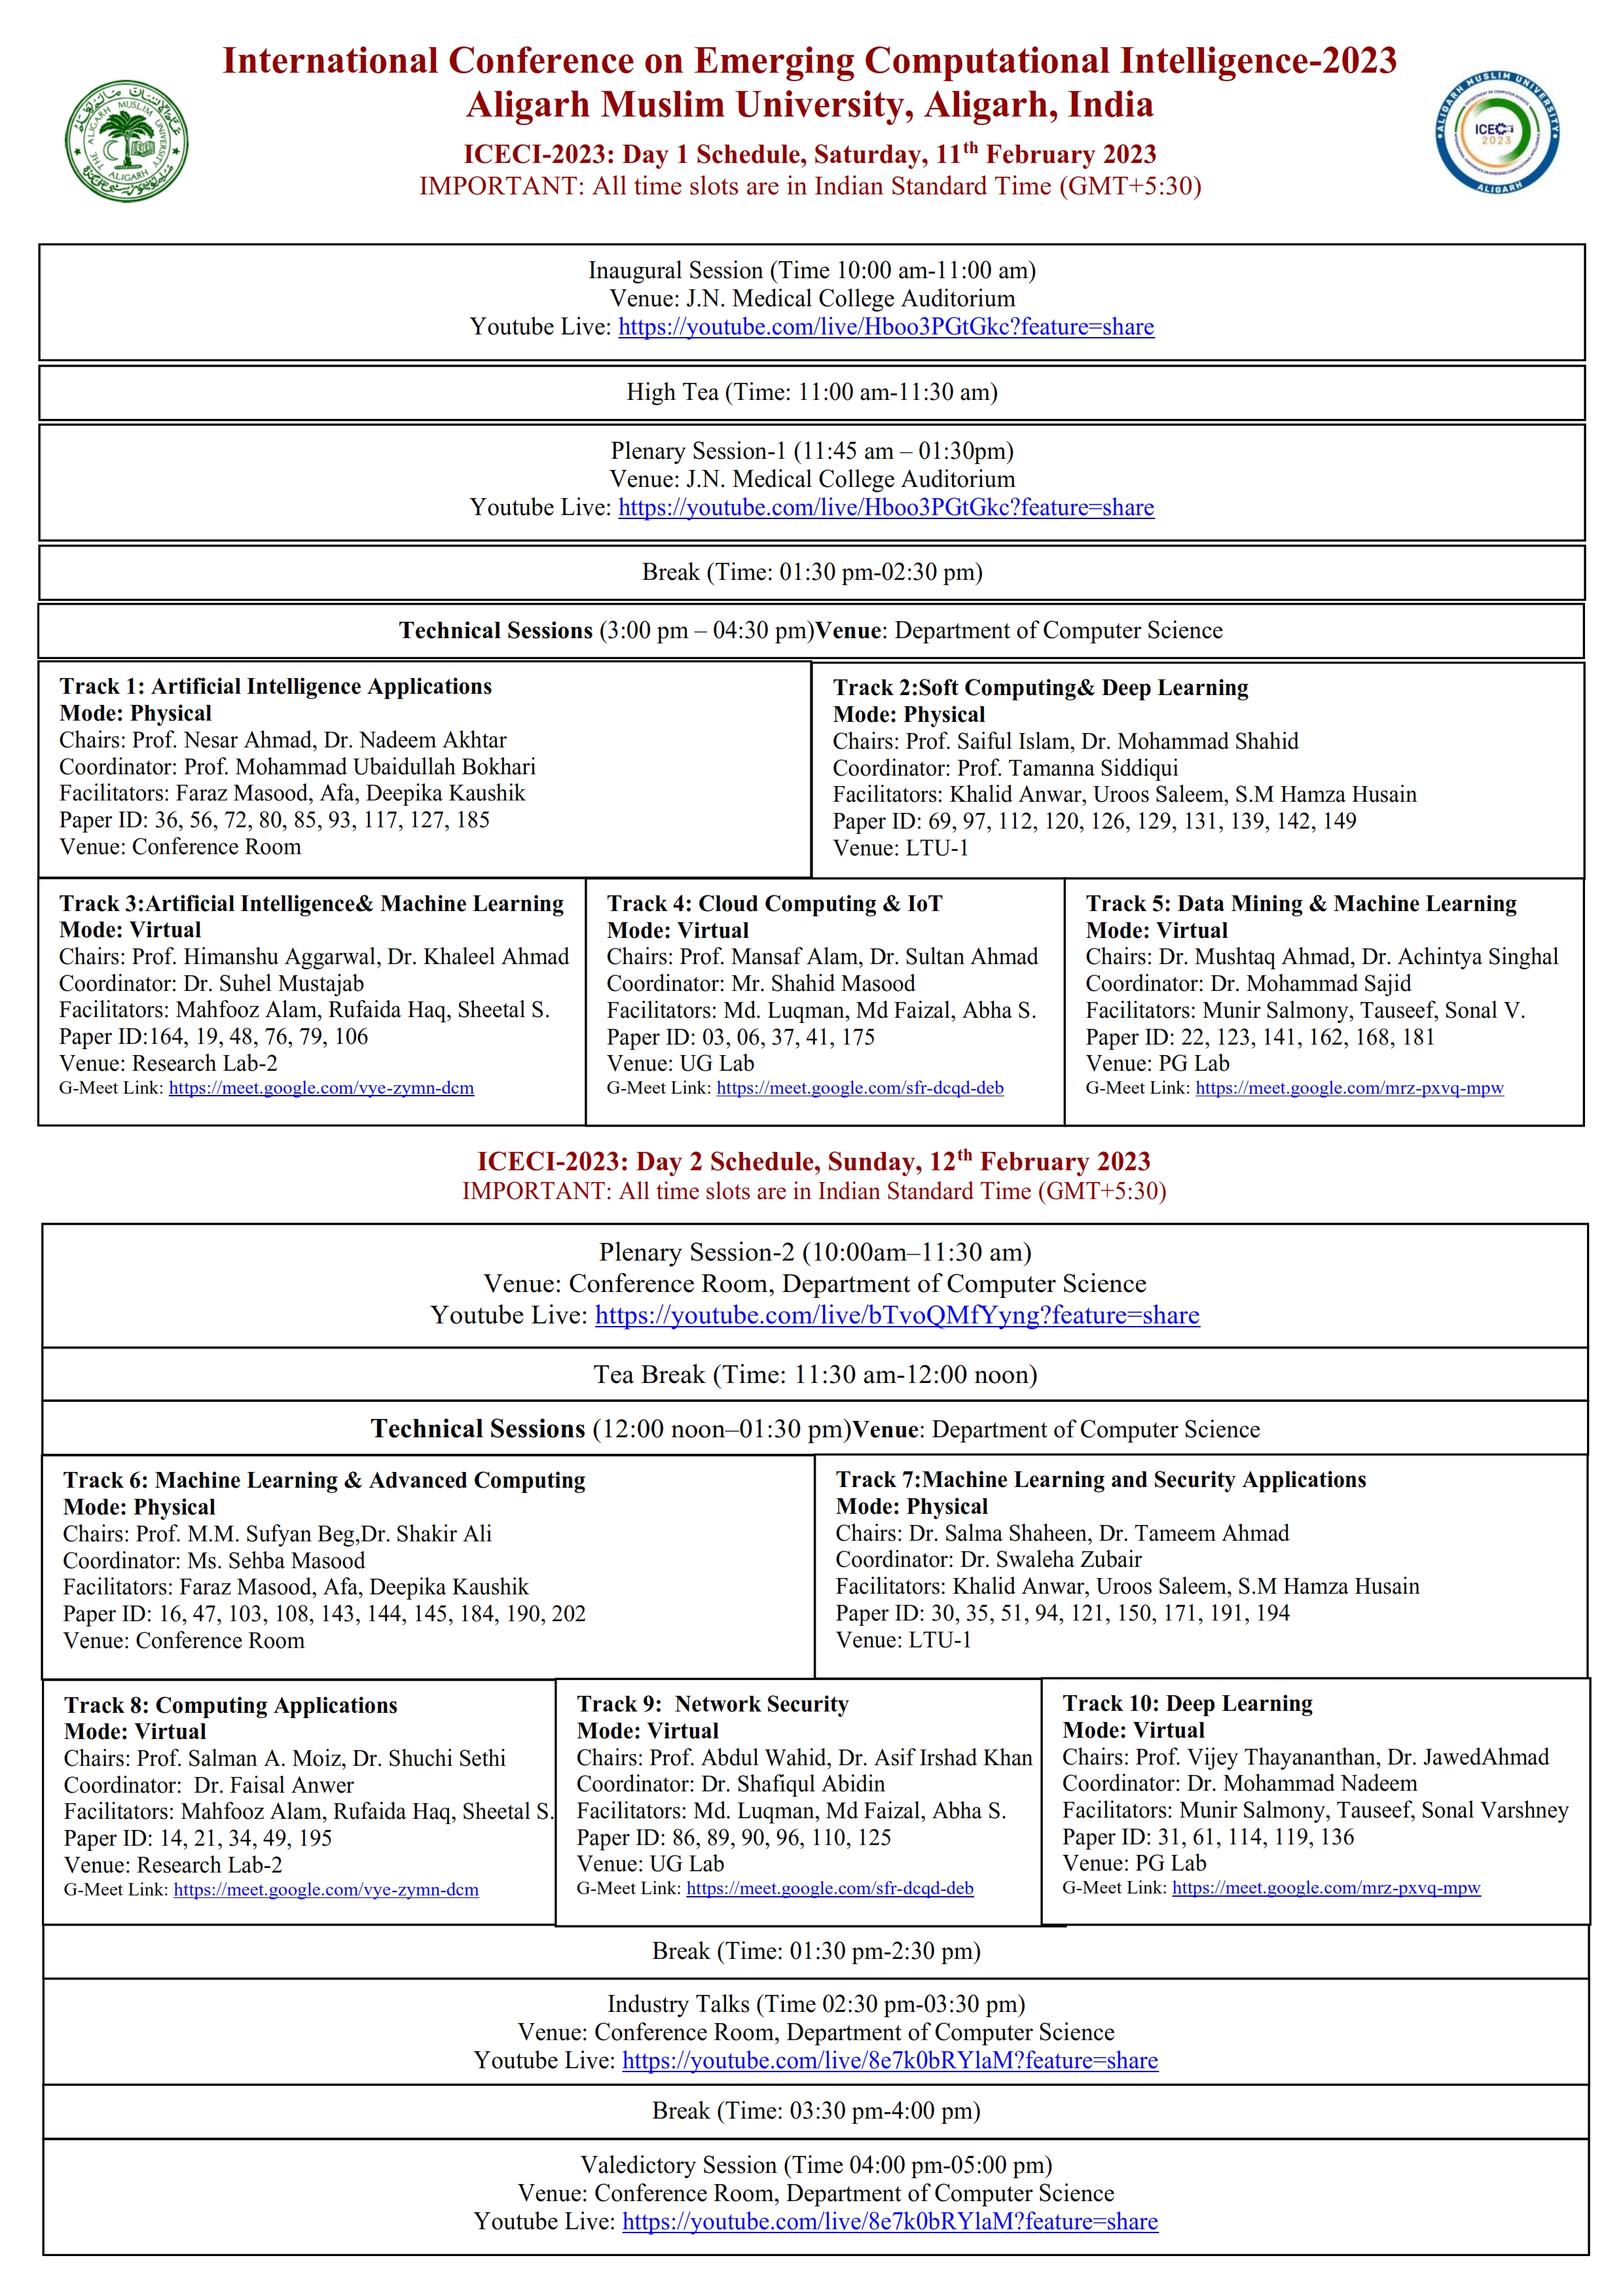 International Conference on Emerging Computational Intelligence-2023
Aligarh Muslim University, Aligarh, India
ICECI-2023: Day 1 Schedule, Saturday, 11th February 2023
IMPORTANT: All time slots are in Indian Standard Time (GMT+5:30)
THE ALIGARH MUSLIM UNIVERSITY
ALIGARH
ALIGARH MUSLIM UNIVERSITY
ICECI
2023
ALIGARH
Inaugural Session (Time 10:00 am-11:00 am)
Venue: J.N. Medical College Auditorium
Youtube Live: https://youtube.com/live/Hboo3PGtGkc?feature=share
High Tea (Time: 11:00 am-11:30 am)
Plenary Session-1 (11:45 am – 01:30pm)
Venue: J.N. Medical College Auditorium
Youtube Live: https://youtube.com/live/Hboo3PGtGkc?feature=share
Break (Time: 01:30 pm-02:30 pm)
Technical Sessions (3:00 pm – 04:30 pm)Venue: Department of Computer Science
Track 1: Artificial Intelligence Applications
Mode: Physical
Chairs: Prof. Nesar Ahmad, Dr. Nadeem Akhtar
Coordinator: Prof. Mohammad Ubaidullah Bokhari
Facilitators: Faraz Masood, Afa, Deepika Kaushik
Paper ID: 36, 56, 72, 80, 85, 93, 117, 127, 185
Venue: Conference Room
Track 2:Soft Computing& Deep Learning
Mode: Physical
Chairs: Prof. Saiful Islam, Dr. Mohammad Shahid
Coordinator: Prof. Tamanna Siddiqui
Facilitators: Khalid Anwar, Uroos Saleem, S.M Hamza Husain
Paper ID: 69, 97, 112, 120, 126, 129, 131, 139, 142, 149
Venue: LTU-1
Track 3:Artificial Intelligence& Machine Learning
Mode: Virtual
Chairs: Prof. Himanshu Aggarwal, Dr. Khaleel Ahmad
Coordinator: Dr. Suhel Mustajab
Facilitators: Mahfooz Alam, Rufaida Haq, Sheetal S.
Paper ID:164, 19, 48, 76, 79, 106
Venue: Research Lab-2
G-Meet Link: https://meet.google.com/vye-zymn-dcm
Track 4: Cloud Computing & IoT
Mode: Virtual
Chairs: Prof. Mansaf Alam, Dr. Sultan Ahmad
Coordinator: Mr. Shahid Masood
Facilitators: Md. Luqman, Md Faizal, Abha S.
Paper ID: 03, 06, 37, 41, 175
Venue: UG Lab
G-Meet Link: https://meet.google.com/sfr-dcqd-deb
Track 5: Data Mining & Machine Learning
Mode: Virtual
Chairs: Dr. Mushtaq Ahmad, Dr. Achintya Singhal
Coordinator: Dr. Mohammad Sajid
Facilitators: Munir Salmony, Tauseef, Sonal V.
Paper ID: 22, 123, 141, 162, 168, 181
Venue: PG Lab
G-Meet Link: https://meet.google.com/mrz-pxvq-mpw
ICECI-2023: Day 2 Schedule, Sunday, 12th February 2023
IMPORTANT: All time slots are in Indian Standard Time (GMT+5:30)
Plenary Session-2 (10:00am–11:30 am)
Venue: Conference Room, Department of Computer Science
Youtube Live: https://youtube.com/live/bTvoQMfYyng?feature=share
Tea Break (Time: 11:30 am-12:00 noon)
Technical Sessions (12:00 noon–01:30 pm)Venue: Department of Computer Science
Track 6: Machine Learning & Advanced Computing
Mode: Physical
Chairs: Prof. M.M. Sufyan Beg,Dr. Shakir Ali
Coordinator: Ms. Sehba Masood
Facilitators: Faraz Masood, Afa, Deepika Kaushik
Paper ID: 16, 47, 103, 108, 143, 144, 145, 184, 190, 202
Venue: Conference Room
Track 7:Machine Learning and Security Applications
Mode: Physical
Chairs: Dr. Salma Shaheen, Dr. Tameem Ahmad
Coordinator: Dr. Swaleha Zubair
Facilitators: Khalid Anwar, Uroos Saleem, S.M Hamza Husain
Paper ID: 30, 35, 51, 94, 121, 150, 171, 191, 194
Venue: LTU-1
Track 8: Computing Applications
Mode: Virtual
Chairs: Prof. Salman A. Moiz, Dr. Shuchi Sethi
Coordinator: Dr. Faisal Anwer
Facilitators: Mahfooz Alam, Rufaida Haq, Sheetal S.
Paper ID: 14, 21, 34, 49, 195
Venue: Research Lab-2
G-Meet Link: https://meet.google.com/vye-zymn-dcm
Track 9: Network Security
Mode: Virtual
Chairs: Prof. Abdul Wahid, Dr. Asif Irshad Khan
Coordinator: Dr. Shafiqul Abidin
Facilitators: Md. Luqman, Md Faizal, Abha S.
Paper ID: 86, 89, 90, 96, 110, 125
Venue: UG Lab
G-Meet Link: https://meet.google.com/sfr-dcqd-deb
Track 10: Deep Learning
Mode: Virtual
Chairs: Prof. Vijey Thayananthan, Dr. JawedAhmad
Coordinator: Dr. Mohammad Nadeem
Facilitators: Munir Salmony, Tauseef, Sonal Varshney
Paper ID: 31, 61, 114, 119, 136
Venue: PG Lab
G-Meet Link: https://meet.google.com/mrz-pxvq-mpw
Break (Time: 01:30 pm-2:30 pm)
Industry Talks (Time 02:30 pm-03:30 pm)
Venue: Conference Room, Department of Computer Science
Youtube Live: https://youtube.com/live/8e7k0bRYlaM?feature=share
Break (Time: 03:30 pm-4:00 pm)
Valedictory Session (Time 04:00 pm-05:00 pm)
Venue: Conference Room, Department of Computer Science
Youtube Live: https://youtube.com/live/8e7k0bRYlaM?feature=share